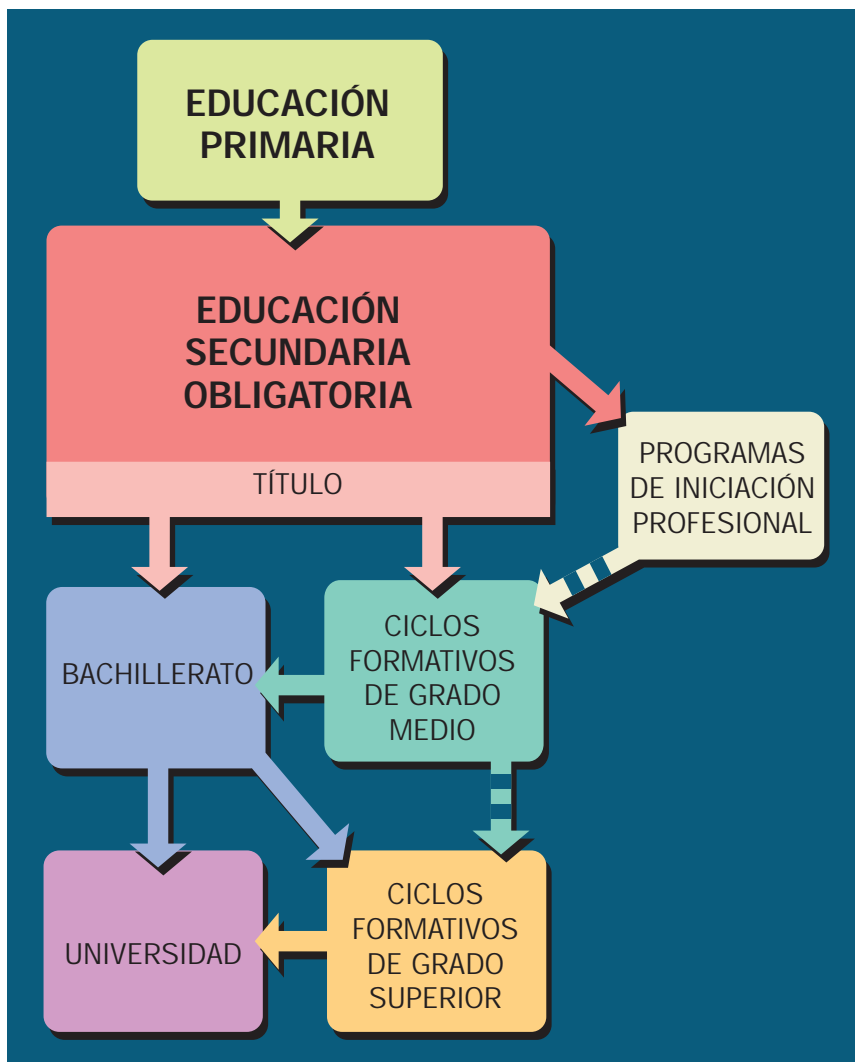 EDUCACIÓN
PRIMARIA
EDUCACIÓN
SECUNDARIA
OBLIGATORIA
TÍTULO
PROGRAMAS
DE INICIACIÓN
PROFESIONAL
BACHILLERATO
CICLOS
FORMATIVOS
DE GRADO
MEDIO
UNIVERSIDAD
CICLOS
FORMATIVOS
DE GRADO
SUPERIOR